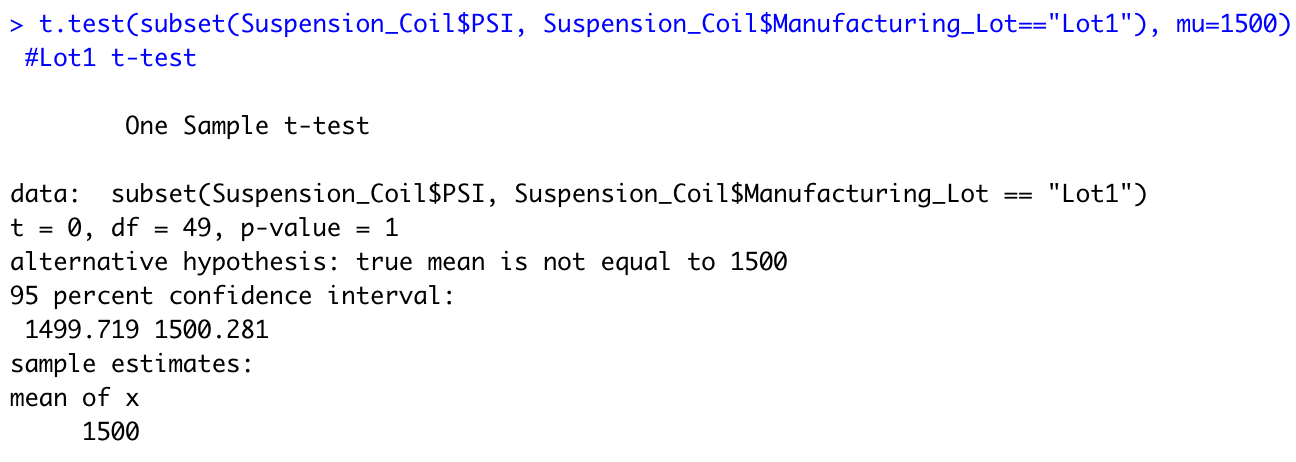 > t.test(subset(Suspension_Coil$PSI, Suspension_Coil$Manufacturing_Lot=="Lot1"), mu=1500)
 #Lot1 t-test
	One Sample t-test
data:  subset(Suspension_Coil$PSI, Suspension_Coil$Manufacturing_Lot == "Lot1")
t = 0, df = 49, p-value = 1
alternative hypothesis: true mean is not equal to 1500
95 percent confidence interval:
 1499.719 1500.281
sample estimates:
mean of x
     1500